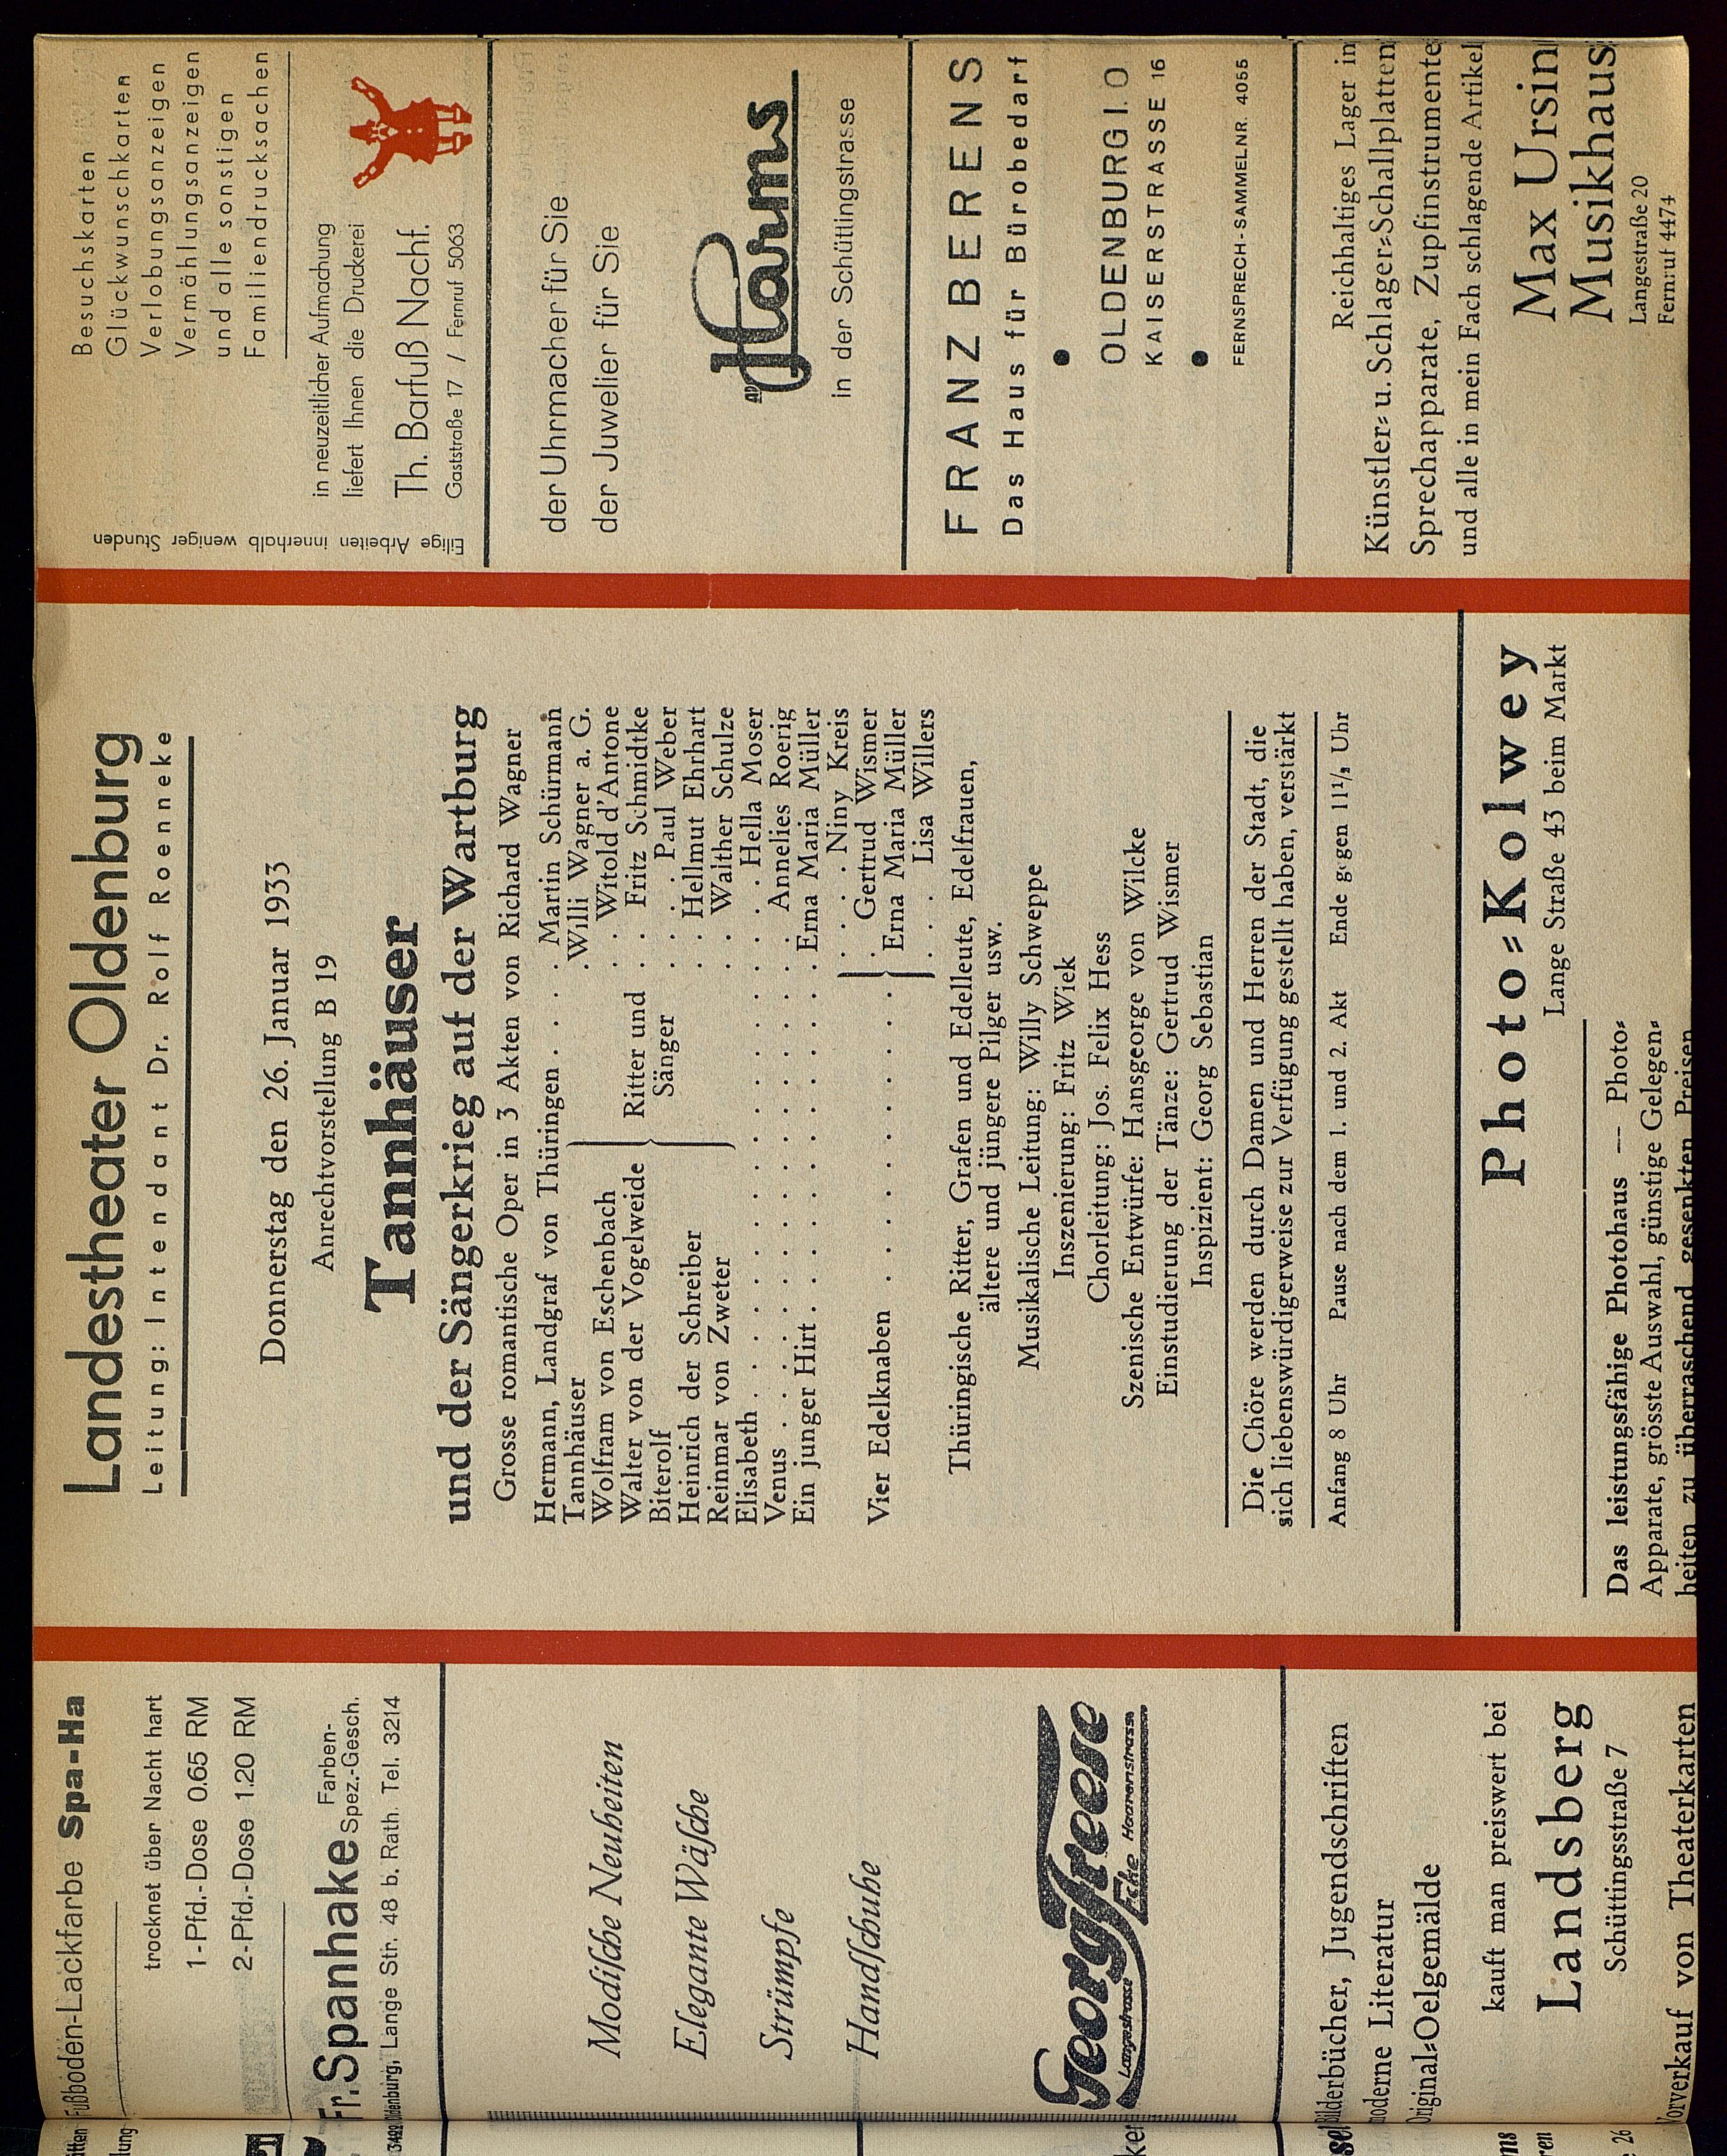 Fußboden-Lackfarbe Spa-Ha
trocknet über Nacht hart
1-Pfd.-Dose 0.65 RM
2-Pfd.-Dose 1.20 RM
Fr. Spanhake Farben-
Spez.-Gesch.
Oldenburg, Lange Str. 48 b. Rath. Tel. 3214
Modische Neuheiten
Elegante Wäsche
Strümpfe
Handschuhe
Georg Freese
Langestrasse Ecke Haarenstrasse
Bilderbücher, Jugendschriften
moderne Literatur
Original-Oelgemälde
kauft man preiswert bei
Landsberg
Schüttingsstraße 7
Vorverkauf von Theaterkarten
Landestheater Oldenburg
Leitung: Intendant Dr. Rolf Roenneke
Donnerstag den 26. Januar 1933
Anrechtvorstellung B 19
Tannhäuser
und der Sängerkrieg auf der Wartburg
Grosse romantische Oper in 3 Akten von Richard Wagner
Hermann, Landgraf von Thüringen . . . . Martin Schürmann
Tannhäuser . Willi Wagner a. G.
Wolfram von Eschenbach . . Witold d'Antone
Walter von der Vogelweide Ritter und . . Fritz Schmidtke
Biterolf Sänger . . . . Paul Weber
Heinrich der Schreiber . . Hellmut Ehrhart
Reinmar von Zweter . . Walther Schulze
Elisabeth . . . . . . . . . . . Hella Moser
Venus . . . . . . . . . . . Annelies Roerig
Ein junger Hirt . . . . . . . . Erna Maria Müller
. . . . Niny Kreis
Vier Edelknaben . . . . . . . . . Gertrud Wismer
Erna Maria Müller
. . . Lisa Willers
Thüringische Ritter, Grafen und Edelleute, Edelfrauen,
ältere und jüngere Pilger usw.
Musikalische Leitung: Willy Schweppe
Inszenierung: Fritz Wiek
Chorleitung: Jos. Felix Hess
Szenische Entwürfe: Hansgeorge von Wilcke
Einstudierung der Tänze: Gertrud Wismer
Inspizient: Georg Sebastian
Die Chöre werden durch Damen und Herren der Stadt, die
sich liebenswürdigerweise zur Verfügung gestellt haben, verstärkt
Anfang 8 Uhr Pause nach dem 1. und 2. Akt Ende gegen 11½ Uhr
Photo-Kolwey
Lange Straße 43 beim Markt
Das leistungsfähige Photohaus — Photo-
Apparate, grösste Auswahl, günstige Gelegen-
heiten zu überraschend gesenkten Preisen
Besuchskarten
Glückwunschkarten
Verlobungsanzeigen
Vermählungsanzeigen
und alle sonstigen
Familiendrucksachen
in neuzeitlicher Aufmachung
liefert Ihnen die Druckerei
Th. Barfuß Nachf.
Gaststraße 17 / Fernruf 5063
Eilige Arbeiten innerhalb weniger Stunden
der Uhrmacher für Sie
der Juwelier für Sie
Harms
in der Schüttingstrasse
FRANZ BERENS
Das Haus für Bürobedarf
OLDENBURG I. O
KAISERSTRASSE 16
FERNSPRECH-SAMMELNR. 4055
Reichhaltiges Lager in
Künstler- u. Schlager-Schallplatten
Sprechapparate, Zupfinstrumente
und alle in mein Fach schlagende Artikel
Max Ursin
Musikhaus
Langestraße 20
Fernruf 4474